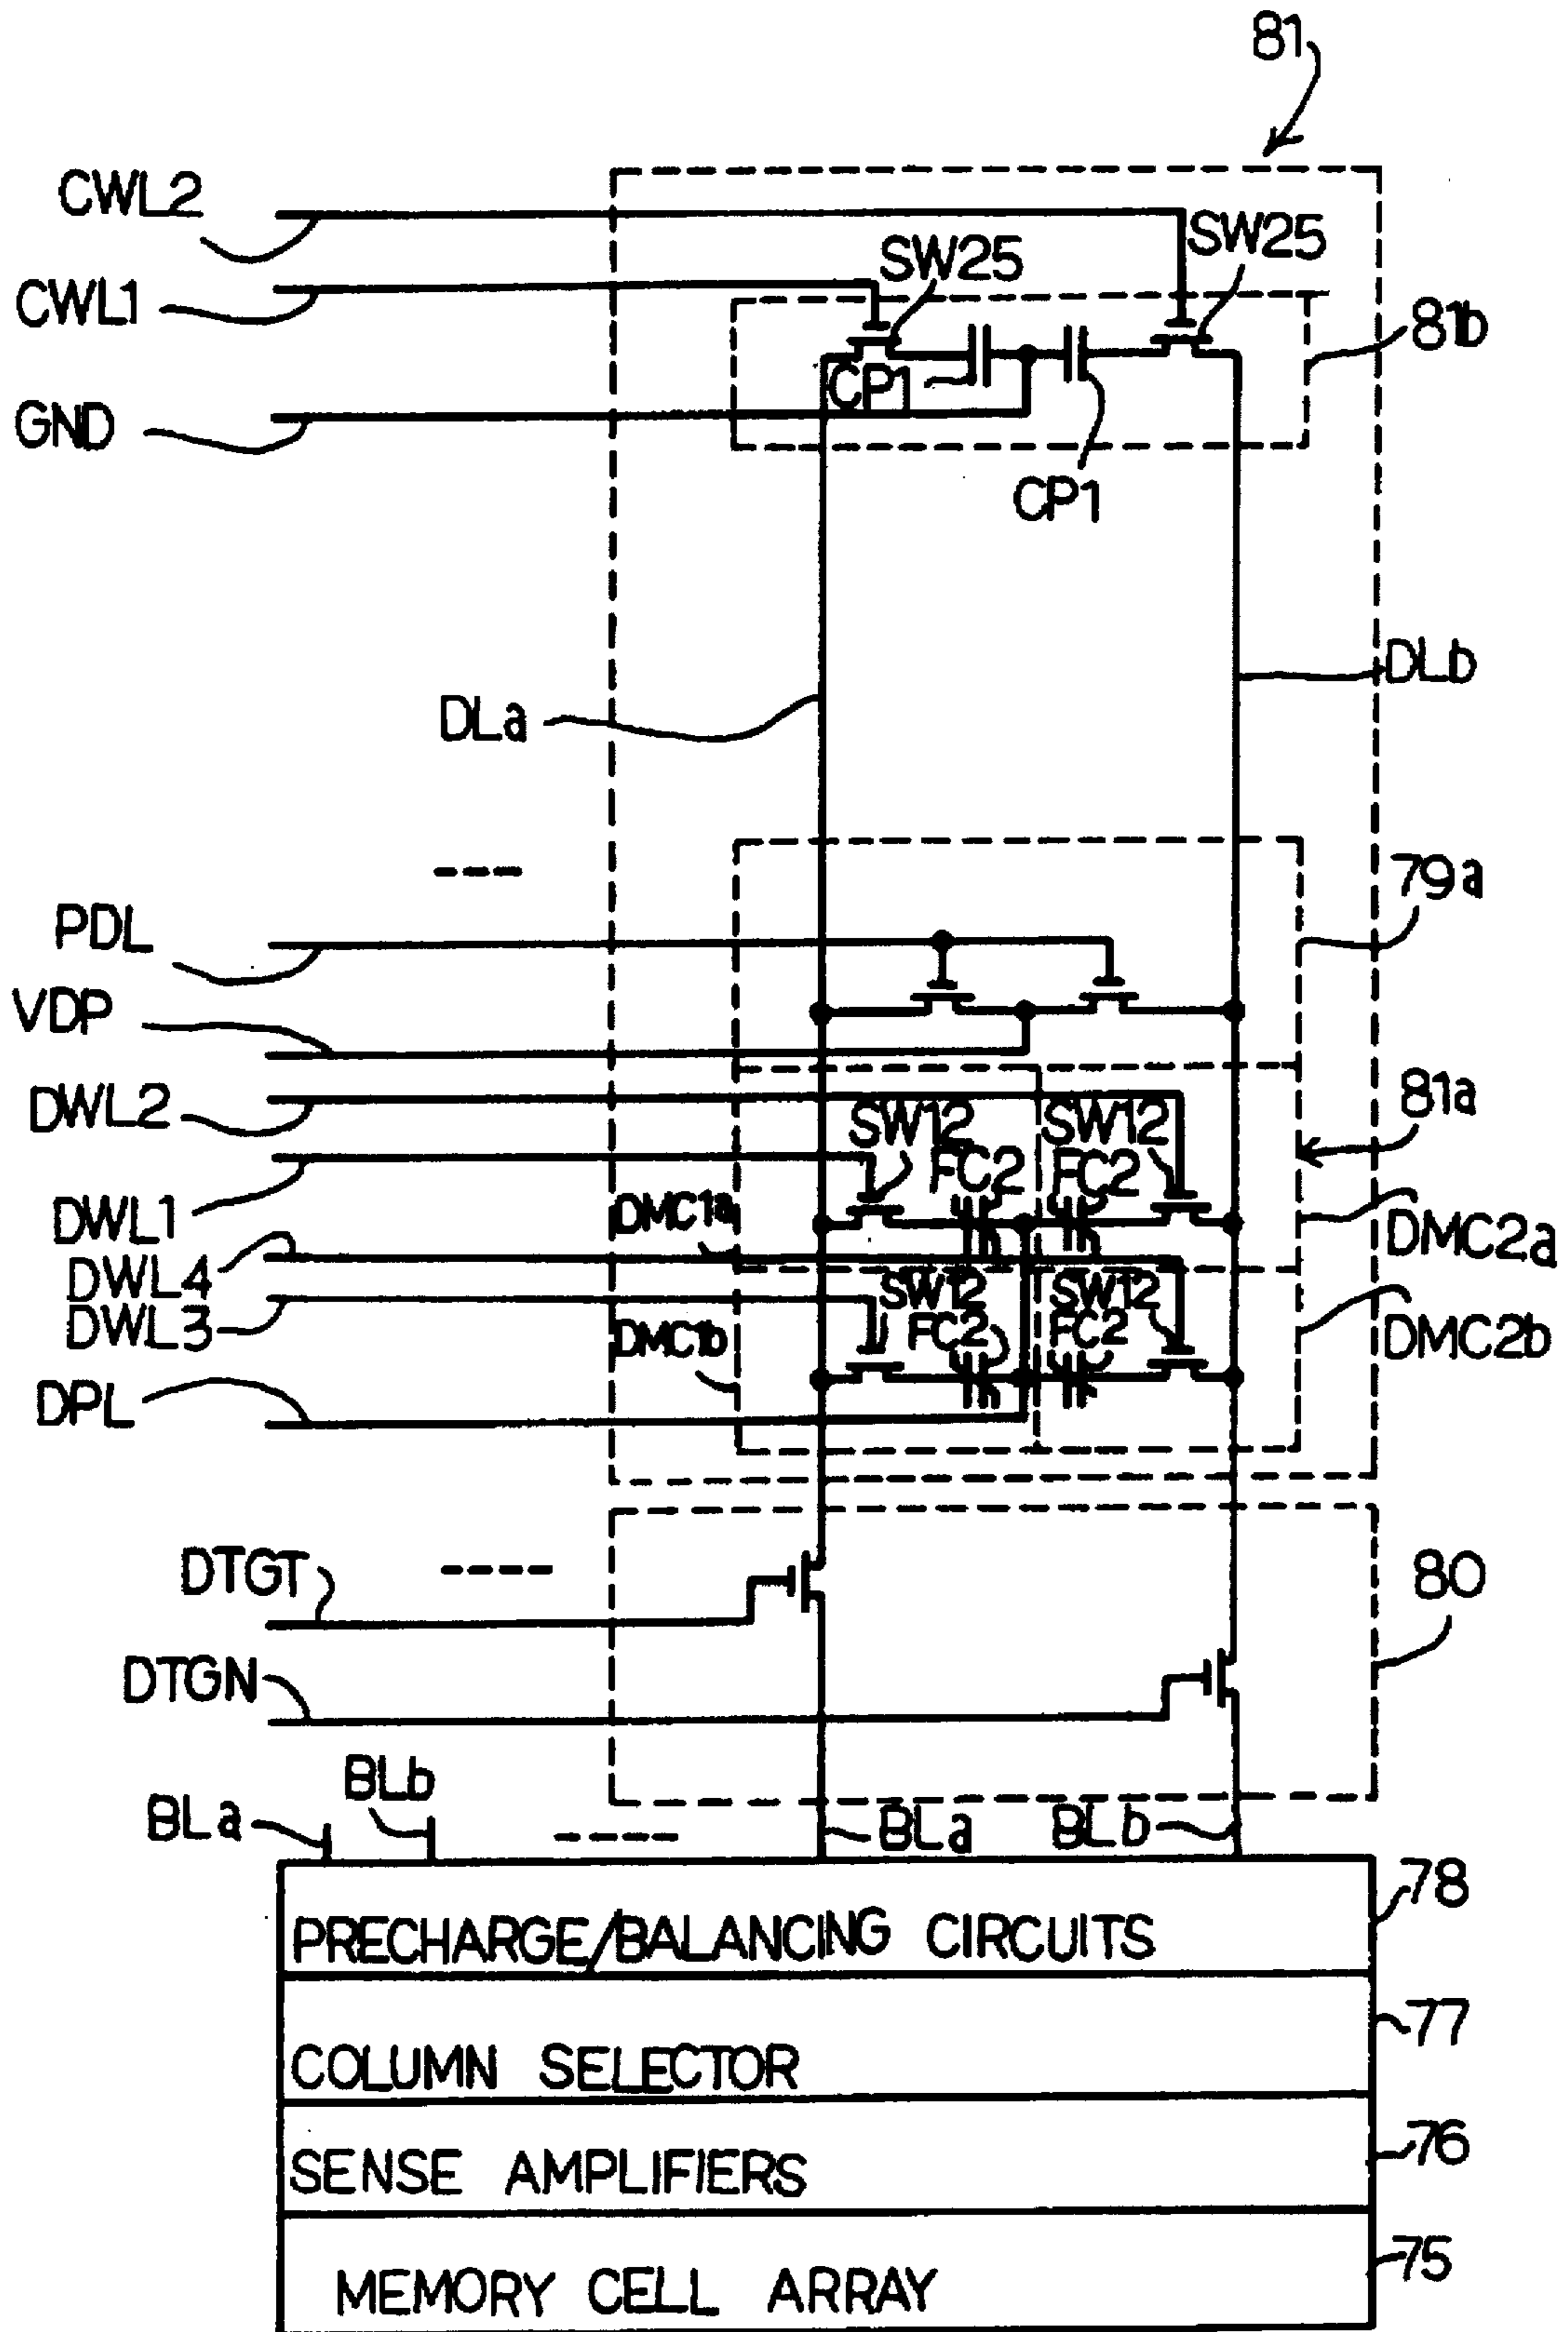 81
CWL2
SW25
SW25
CWL1
81b
CP1
GND
CP1
DLb
DLa
79a
PDL
VDP
DWL2
81a
SW12
SW12
FC2
FC2
DWL1
DMC1a
DMC2a
DWL4
SW12
SW12
DWL3
DMC1b
FC2
FC2
DMC2b
DPL
DTGT
80
DTGN
BLb
BLa
BLa
BLb
78
PRECHARGE/BALANCING CIRCUITS
77
COLUMN SELECTOR
76
SENSE AMPLIFIERS
75
MEMORY CELL ARRAY